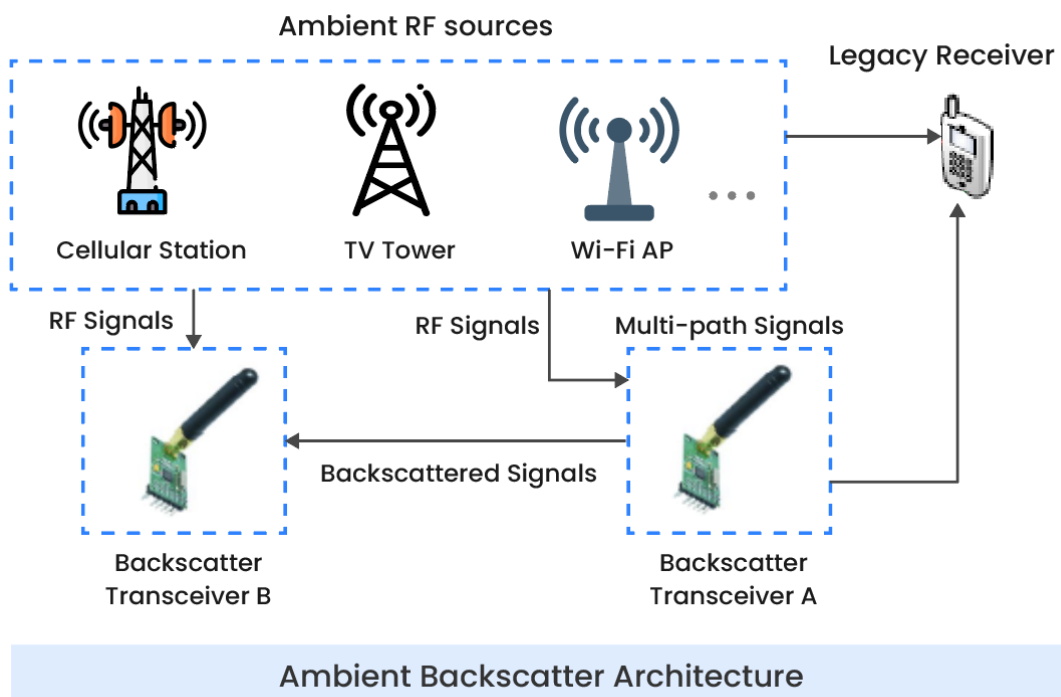 Ambient RF sources
Legacy Receiver
Cellular Station
TV Tower
Wi-Fi AP
RF Signals
RF Signals
Multi-path Signals
Backscattered Signals
Backscatter
Transceiver B
Backscatter
Transceiver A
Ambient Backscatter Architecture